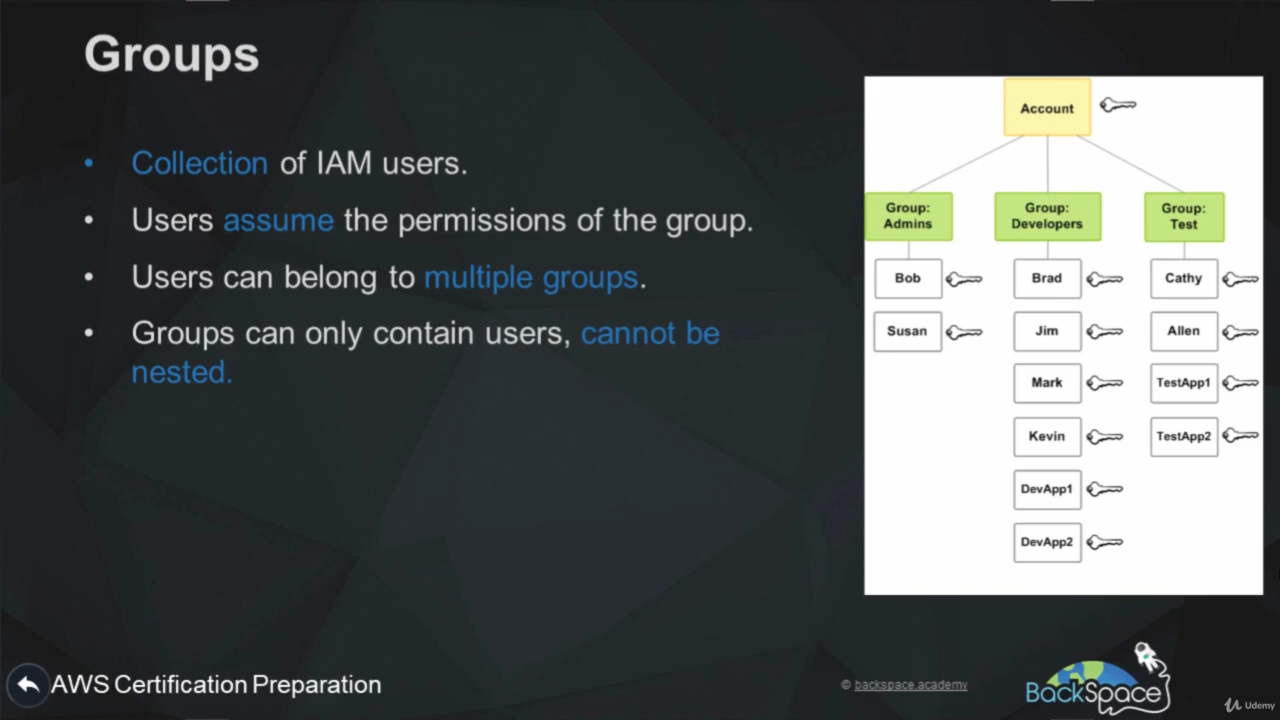 Groups
• Collection of IAM users.
• Users assume the permissions of the group.
• Users can belong to multiple groups.
• Groups can only contain users, cannot be
nested.
Account
Group:
Admins
Bob
Susan
Group:
Developers
Brad
Jim
Mark
Kevin
DevApp1
DevApp2
Group:
Test
Cathy
Allen
TestApp1
TestApp2
AWS Certification Preparation
© backspace.academy
BackSpace
Udemy